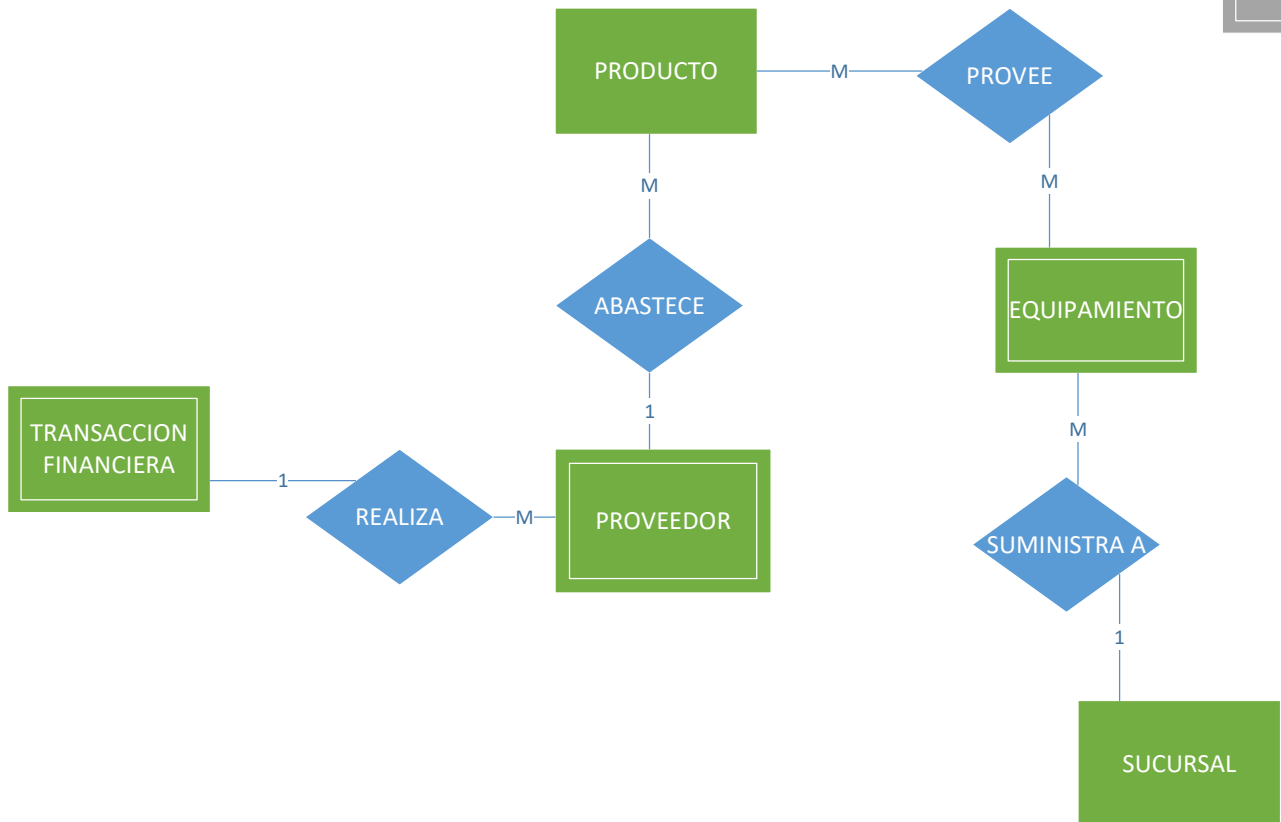 PRODUCTO
M
PROVEE
M
M
ABASTECE
EQUIPAMIENTO
1
M
TRANSACCION
FINANCIERA
1
REALIZA
M
PROVEEDOR
SUMINISTRA A
1
SUCURSAL